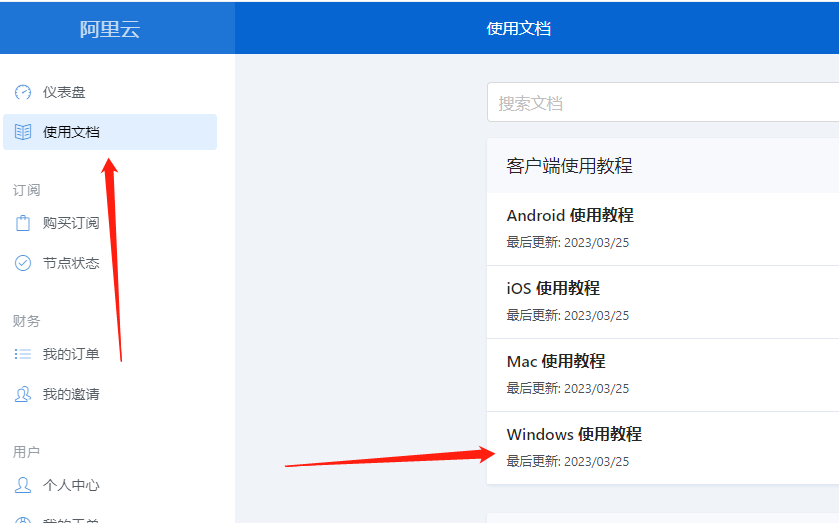 阿里云
使用文档
仪表盘
使用文档
订阅
购买订阅
节点状态
财务
我的订单
我的邀请
用户
个人中心
搜索文档
客户端使用教程
Android 使用教程
最后更新: 2023/03/25
iOS 使用教程
最后更新: 2023/03/25
Mac 使用教程
最后更新: 2023/03/25
Windows 使用教程
最后更新: 2023/03/25